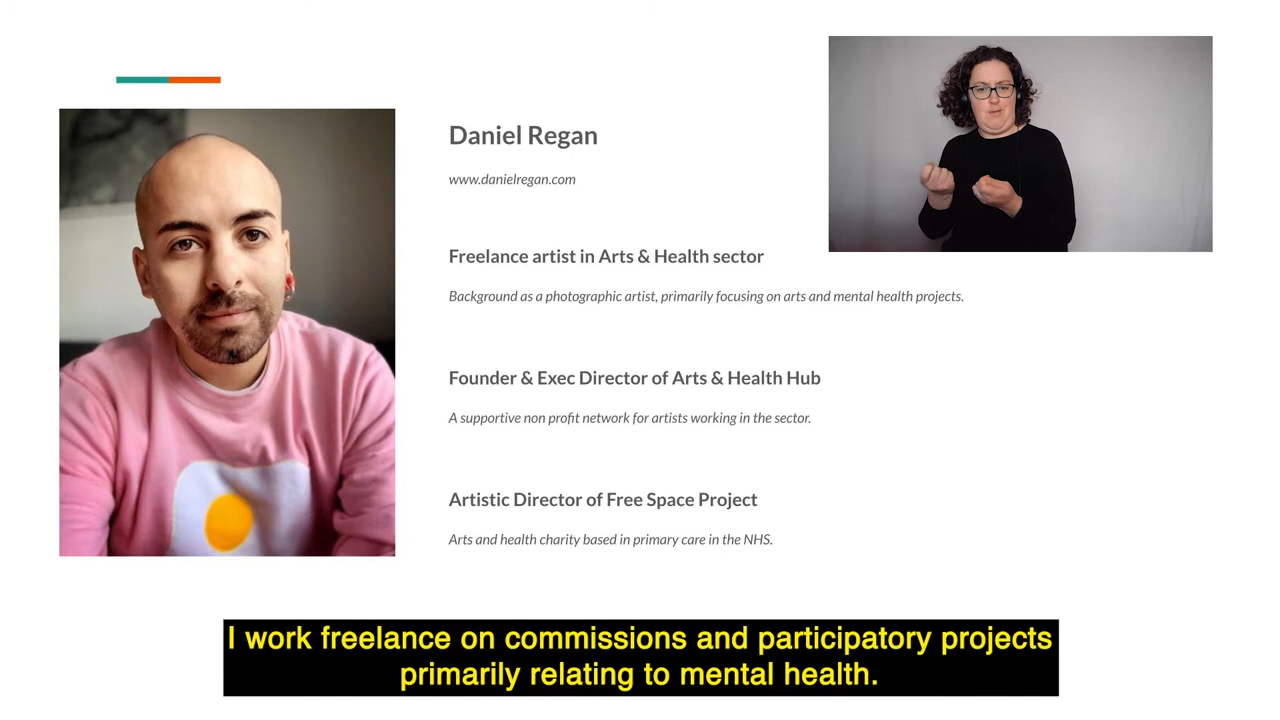 Daniel Regan
www.danielregan.com
Freelance artist in Arts & Health sector
Background as a photographic artist, primarily focusing on arts and mental health projects.
Founder & Exec Director of Arts & Health Hub
A supportive non profit network for artists working in the sector.
Artistic Director of Free Space Project
Arts and health charity based in primary care in the NHS.
I work freelance on commissions and participatory projects
primarily relating to mental health.